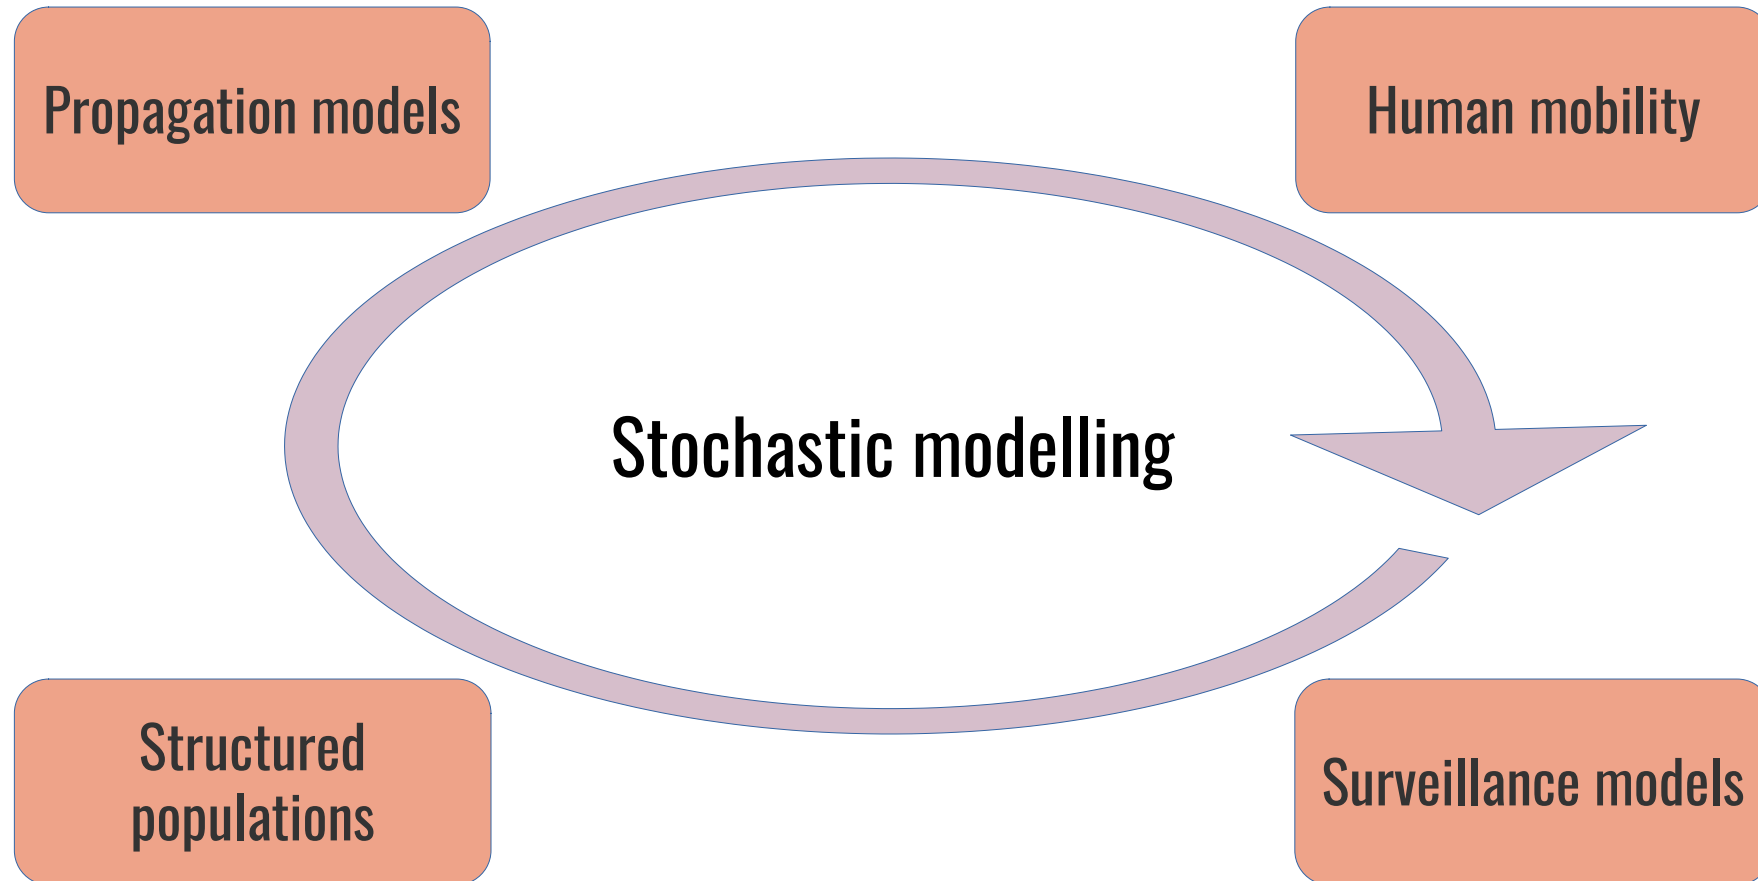 Propagation models
Human mobility
Stochastic modelling
Structured
populations
Surveillance models